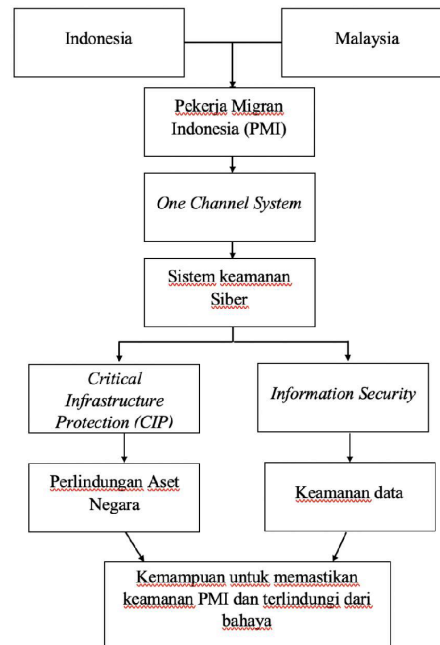 Indonesia
Malaysia
Pekerja Migran
Indonesia (PMI)
One Channel System
Sistem keamanan
Siber
Critical
Infrastructure
Protection (CIP)
Information Security
Perlindungan Aset
Negara
Keamanan data
Kemampuan untuk memastikan
keamanan PMI dan terlindungi dari
bahaya